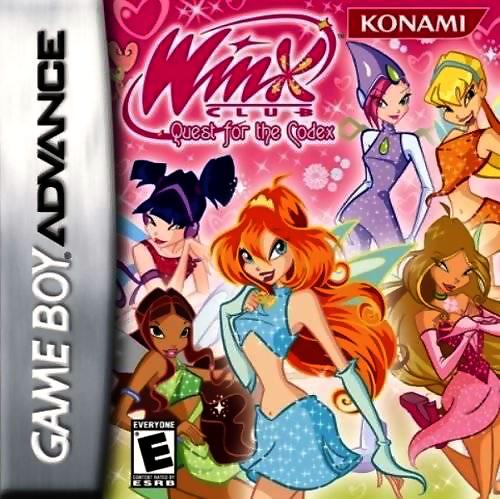 GAME BOY ADVANCE
KONAMI
WinX
CLUB
Quest for the Codex
EVERYONE
E
CONTENT RATED BY
ESRB